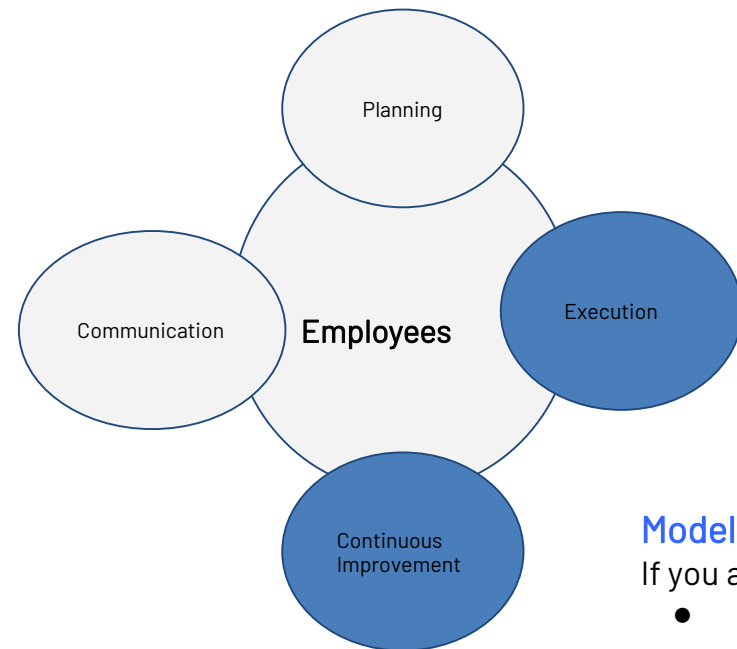 Planning
Execution
Communication
Employees
Continuous
Improvement
Model
If you a
●